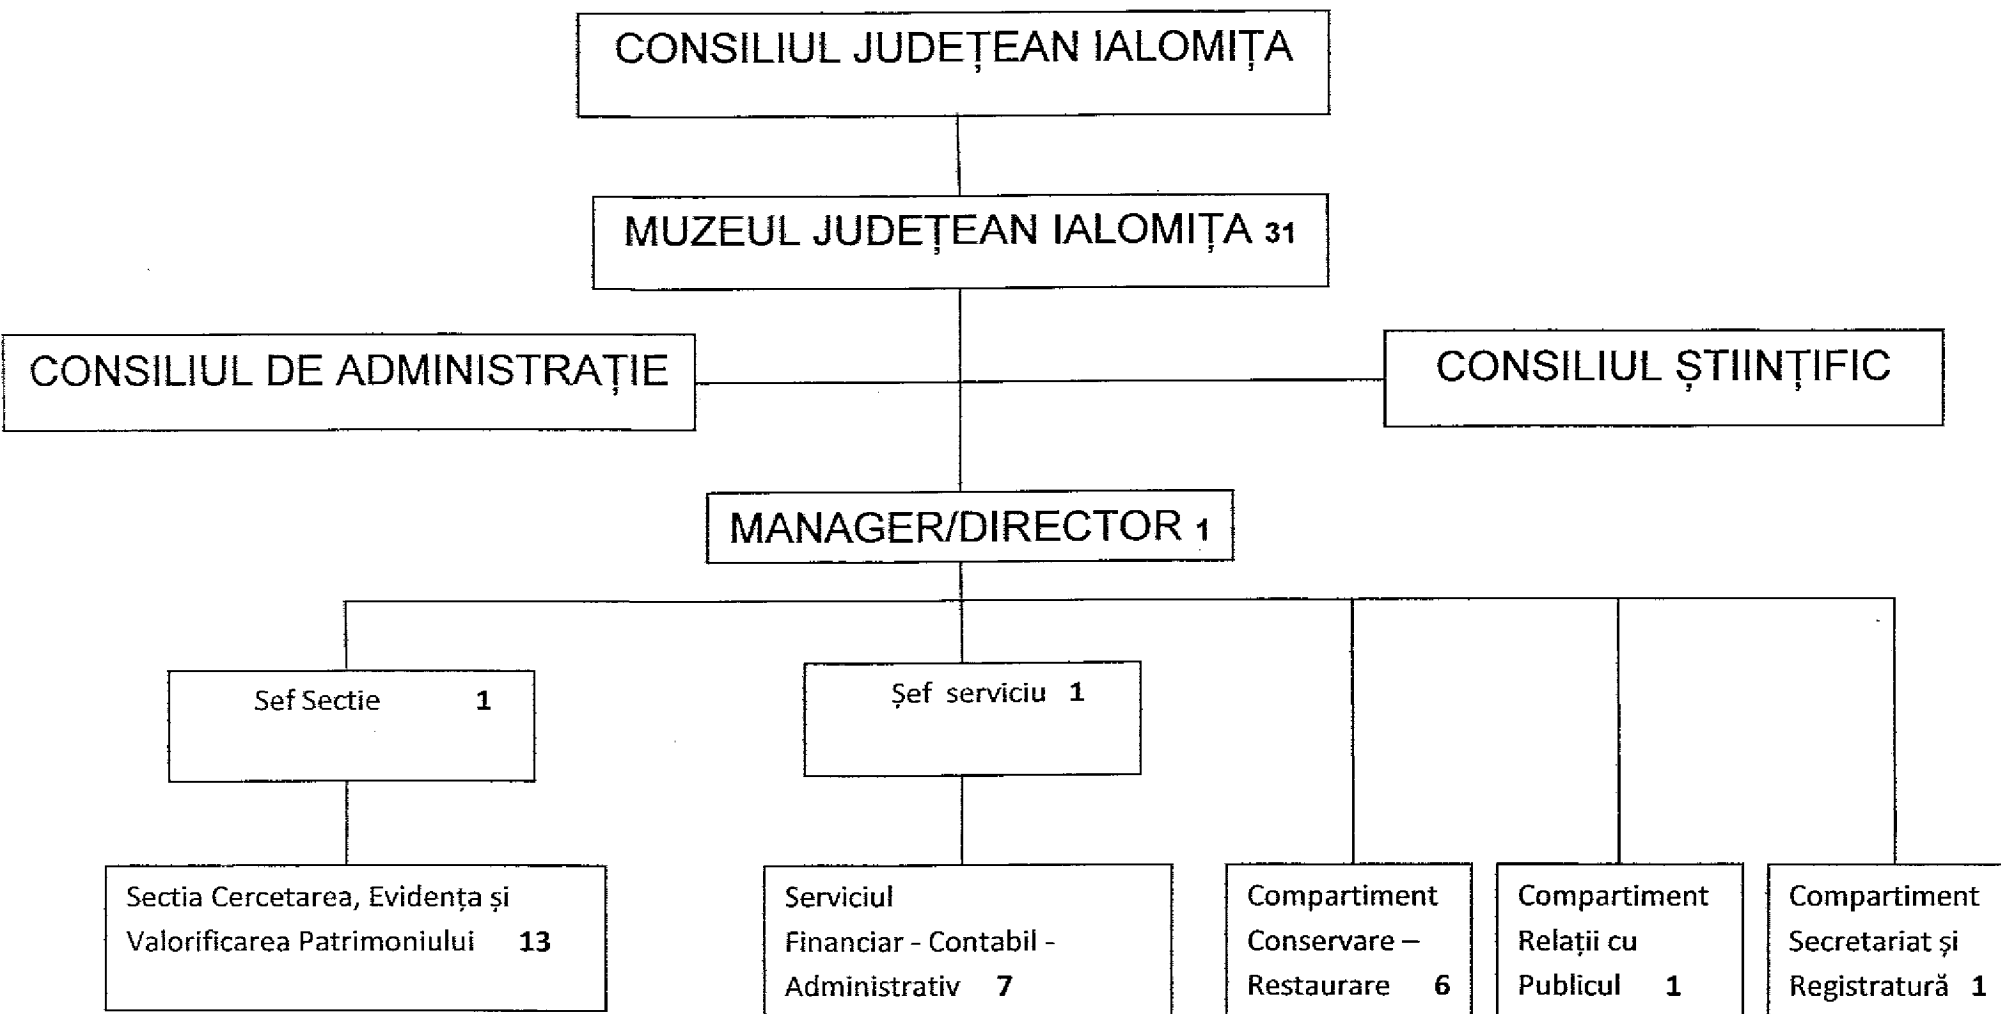 CONSILIUL JUDEȚEAN IALOMIȚA
MUZEUL JUDEȚEAN IALOMIȚA 31
CONSILIUL DE ADMINISTRAȚIE
CONSILIUL ȘTIINȚIFIC
MANAGER/DIRECTOR 1
Sef Sectie 1
Șef serviciu 1
Sectia Cercetarea, Evidența și
Valorificarea Patrimoniului 13
Serviciul
Financiar - Contabil -
Administrativ 7
Compartiment
Conservare –
Restaurare 6
Compartiment
Relații cu
Publicul 1
Compartiment
Secretariat și
Registratură 1